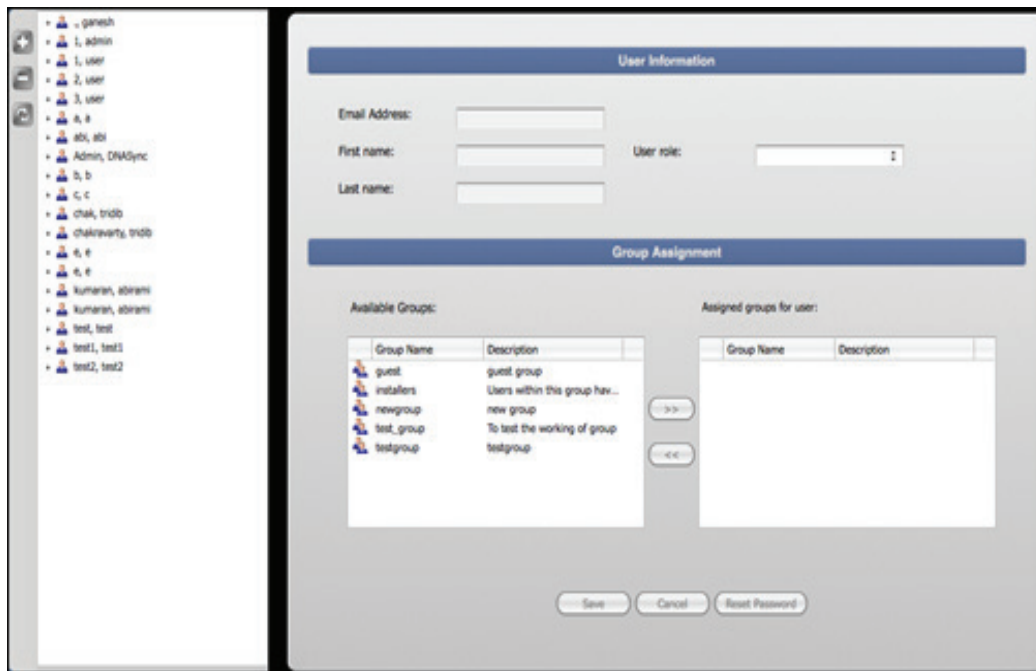 ., ganesh
1, admin
1, user
2, user
3, user
a, a
abi, abi
Admin, DNASync
b, b
c, c
chak, tridib
chakravarty, tridib
e, e
e, e
kumaran, abirami
kumaran, abirami
test, test
test1, test1
test2, test2
User Information
Email Address:
First name:
User role:
Last name:
Group Assignment
Available Groups:
Group Name Description
guest guest group
installers Users within this group hav...
newgroup new group
test_group To test the working of group
testgroup testgroup
>>
<<
Assigned groups for user:
Group Name Description
Save Cancel Reset Password